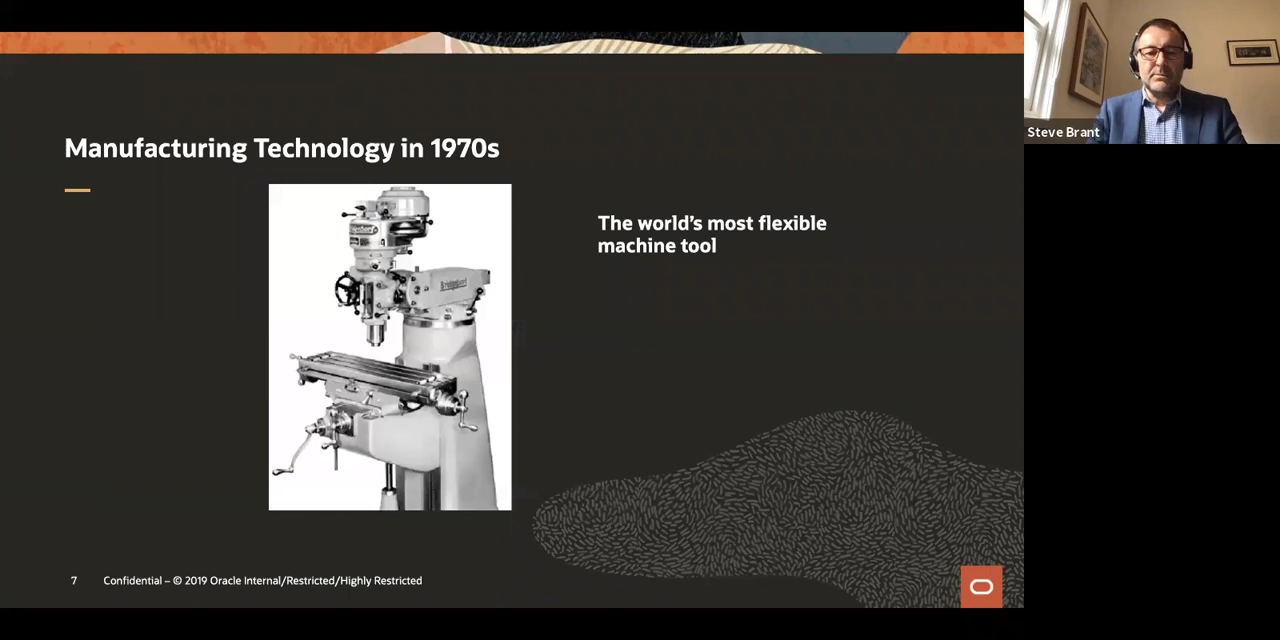 Manufacturing Technology in 1970s
The world's most flexible
machine tool
7 Confidential – © 2019 Oracle Internal/Restricted/Highly Restricted
Steve Brant